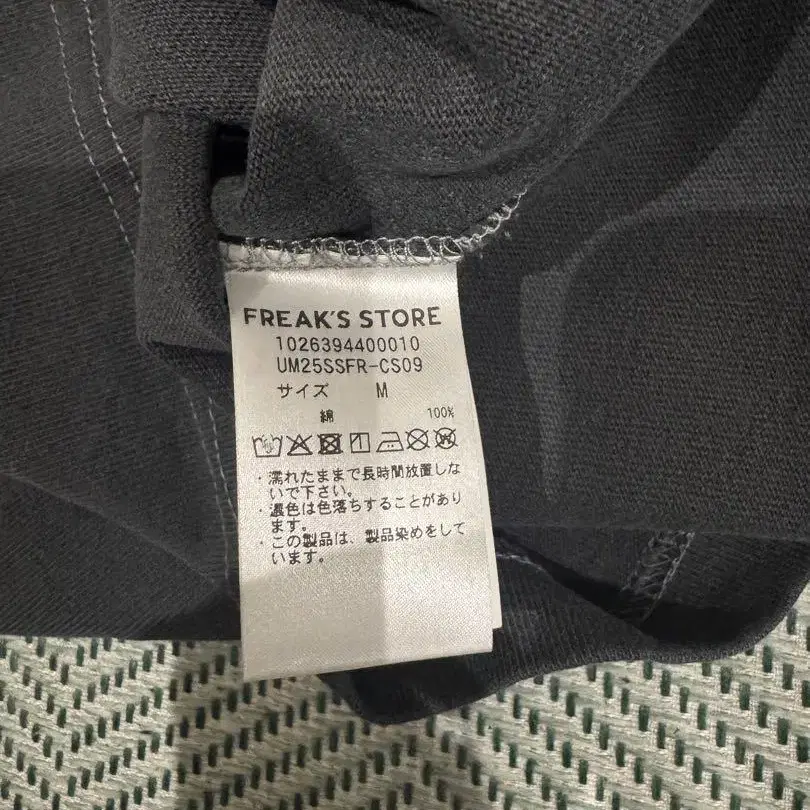 FREAK'S STORE
1026394400010
UM25SSFR-CS09
サイズ M
綿 100%
・濡れたままで長時間放置しな
いで下さい。
・濃色は色落ちすることがあり
ます。
・この製品は、製品染めをして
います。